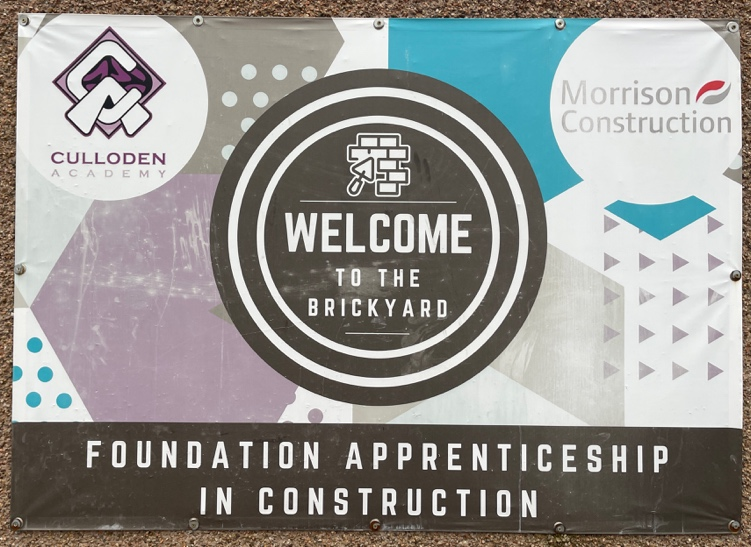 CULLODEN
ACADEMY
Morrison
Construction
WELCOME
TO THE
BRICKYARD
FOUNDATION APPRENTICESHIP
IN CONSTRUCTION